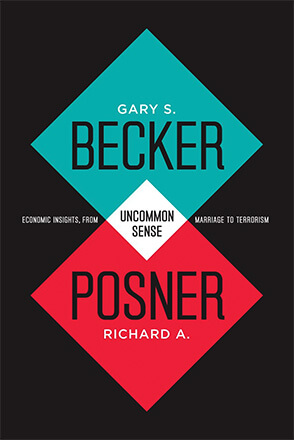 GARY S.
BECKER
ECONOMIC INSIGHTS, FROM
UNCOMMON
SENSE
MARRIAGE TO TERRORISM
POSNER
RICHARD A.